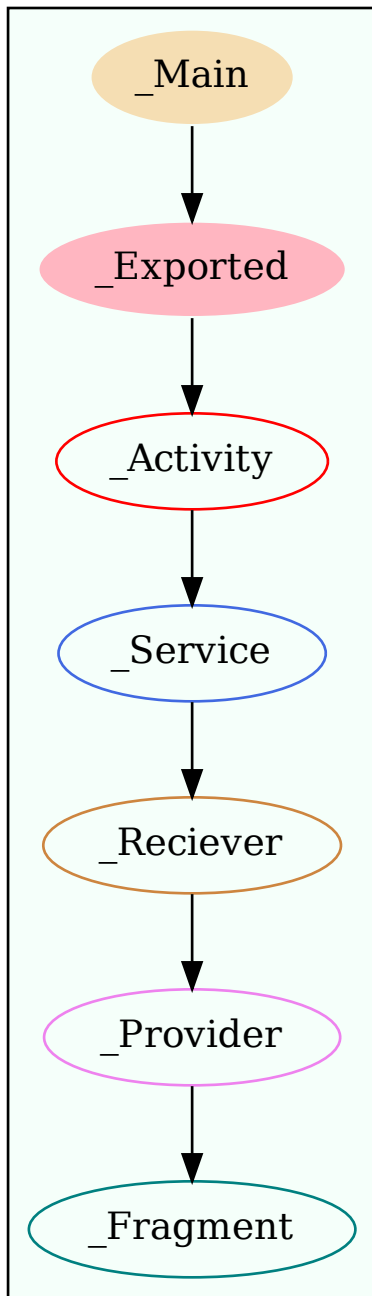 _Main
_Exported
_Activity
_Service
_Reciever
_Provider
_Fragment